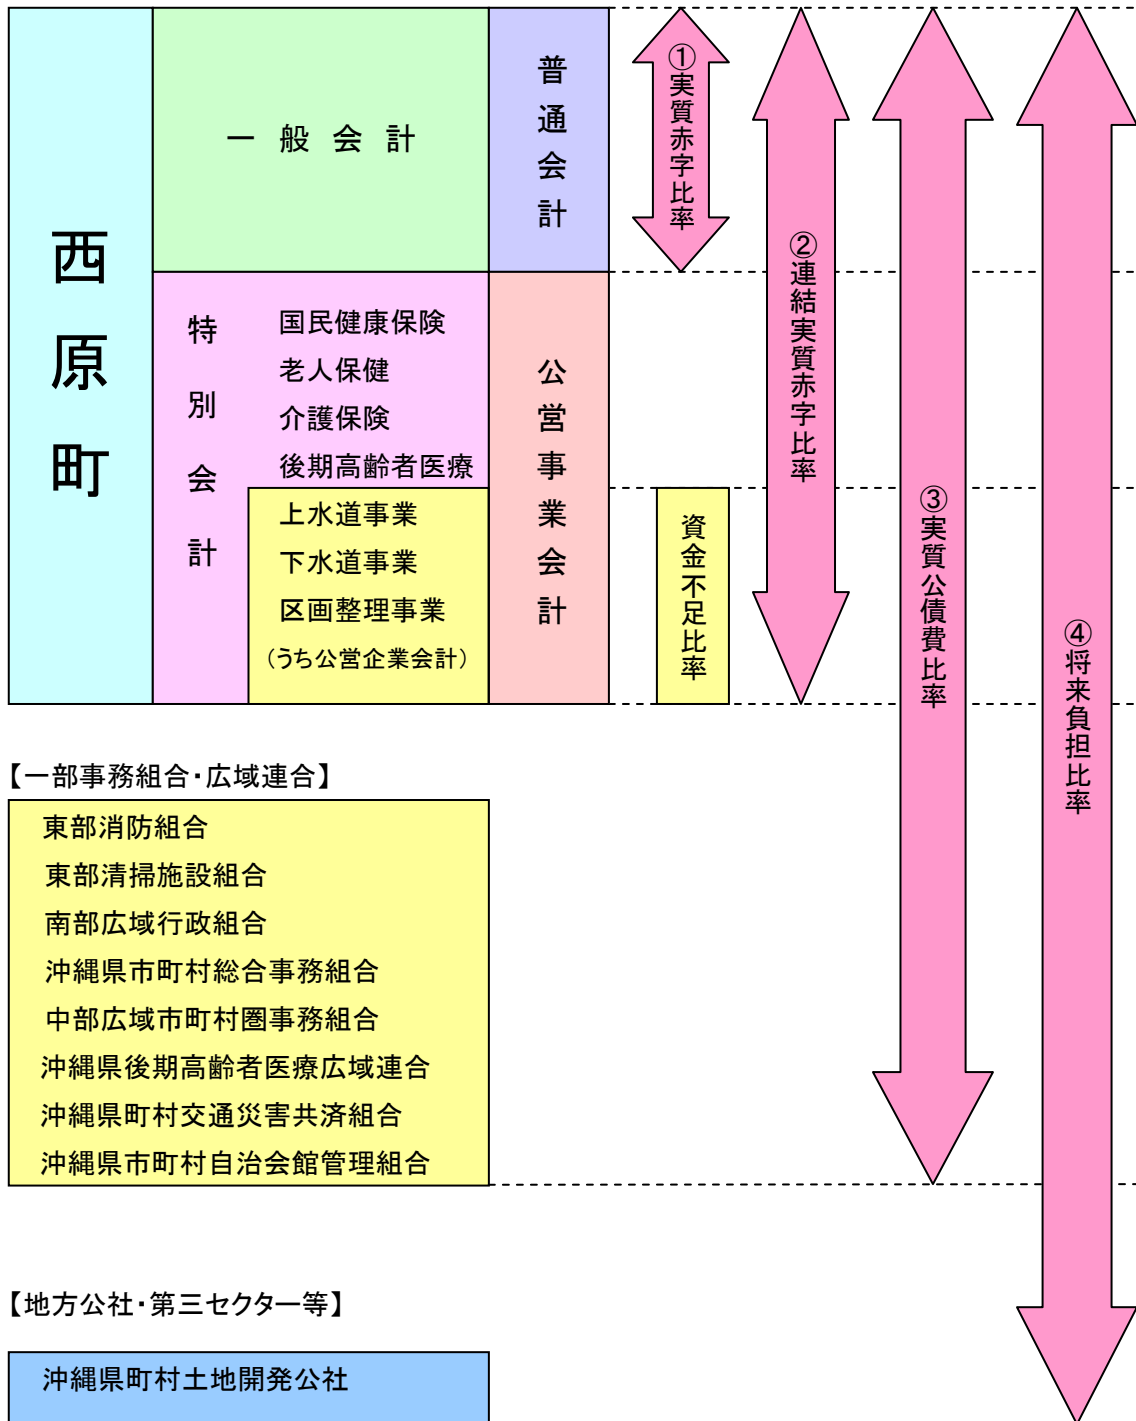 西原町
一般会計
普通会計
特別会計
国民健康保険
老人保健
介護保険
後期高齢者医療
上水道事業
下水道事業
区画整理事業
(うち公営企業会計)
公営事業会計
①実質赤字比率
資金不足比率
②連結実質赤字比率
③実質公債費比率
④将来負担比率
【一部事務組合・広域連合】
東部消防組合
東部清掃施設組合
南部広域行政組合
沖縄県市町村総合事務組合
中部広域市町村圏事務組合
沖縄県後期高齢者医療広域連合
沖縄県町村交通災害共済組合
沖縄県市町村自治会館管理組合
【地方公社・第三セクター等】
沖縄県町村土地開発公社